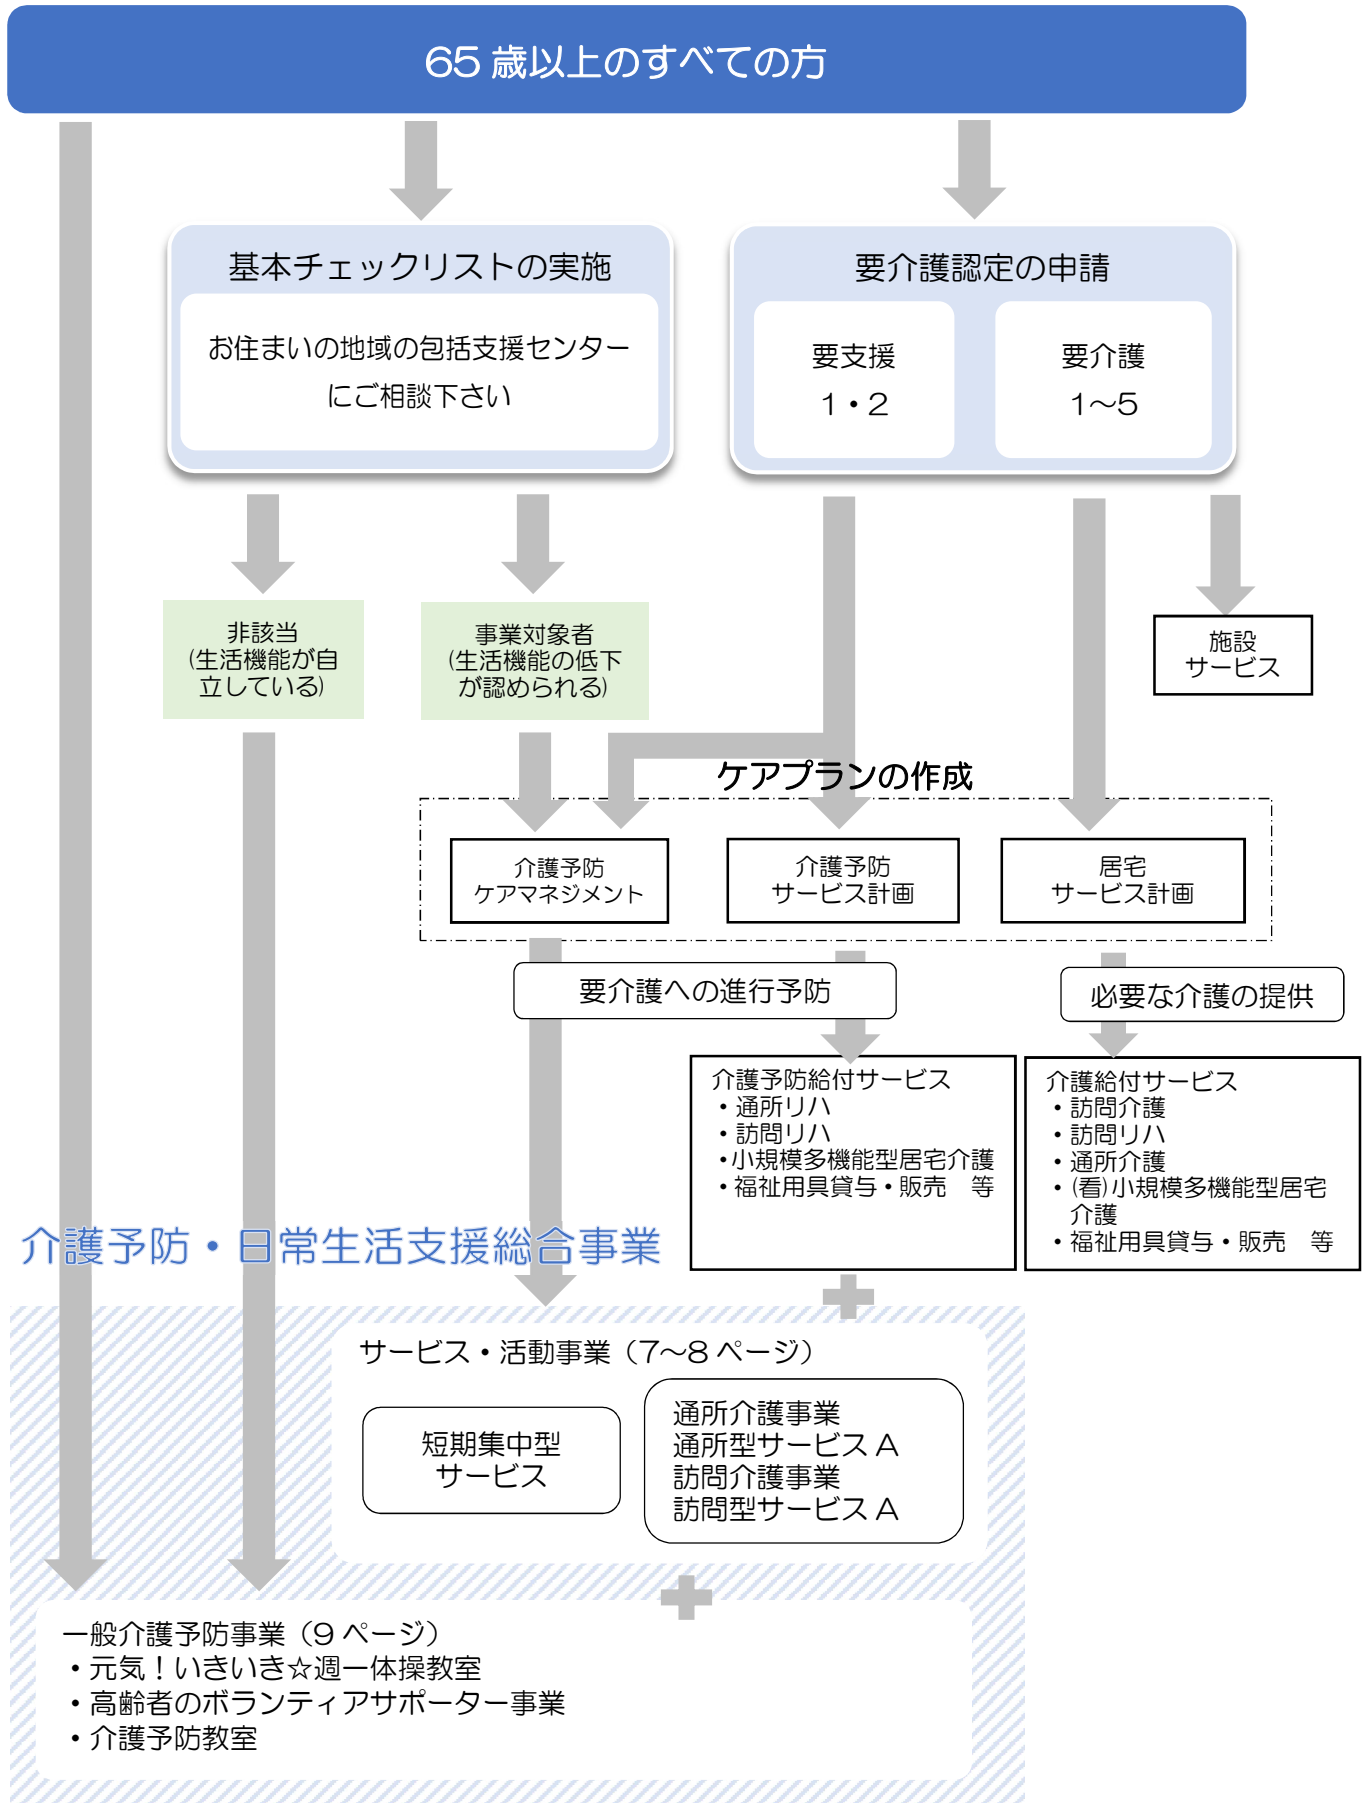 65 歳以上のすべての方
基本チェックリストの実施
お住まいの地域の包括支援センター
にご相談下さい
要介護認定の申請
要支援
1・2
要介護
1～5
非該当
(生活機能が自
立している)
事業対象者
(生活機能の低下
が認められる)
施設
サービス
ケアプランの作成
介護予防
ケアマネジメント
介護予防
サービス計画
居宅
サービス計画
要介護への進行予防
必要な介護の提供
介護予防給付サービス
・通所リハ
・訪問リハ
・小規模多機能型居宅介護
・福祉用具貸与・販売　等
介護給付サービス
・訪問介護
・訪問リハ
・通所介護
・(看)小規模多機能型居宅
介護
・福祉用具貸与・販売　等
介護予防・日常生活支援総合事業
サービス・活動事業（7～8 ページ）
短期集中型
サービス
通所介護事業
通所型サービス A
訪問介護事業
訪問型サービス A
一般介護予防事業（9 ページ）
・元気！いきいき☆週一体操教室
・高齢者のボランティアサポーター事業
・介護予防教室